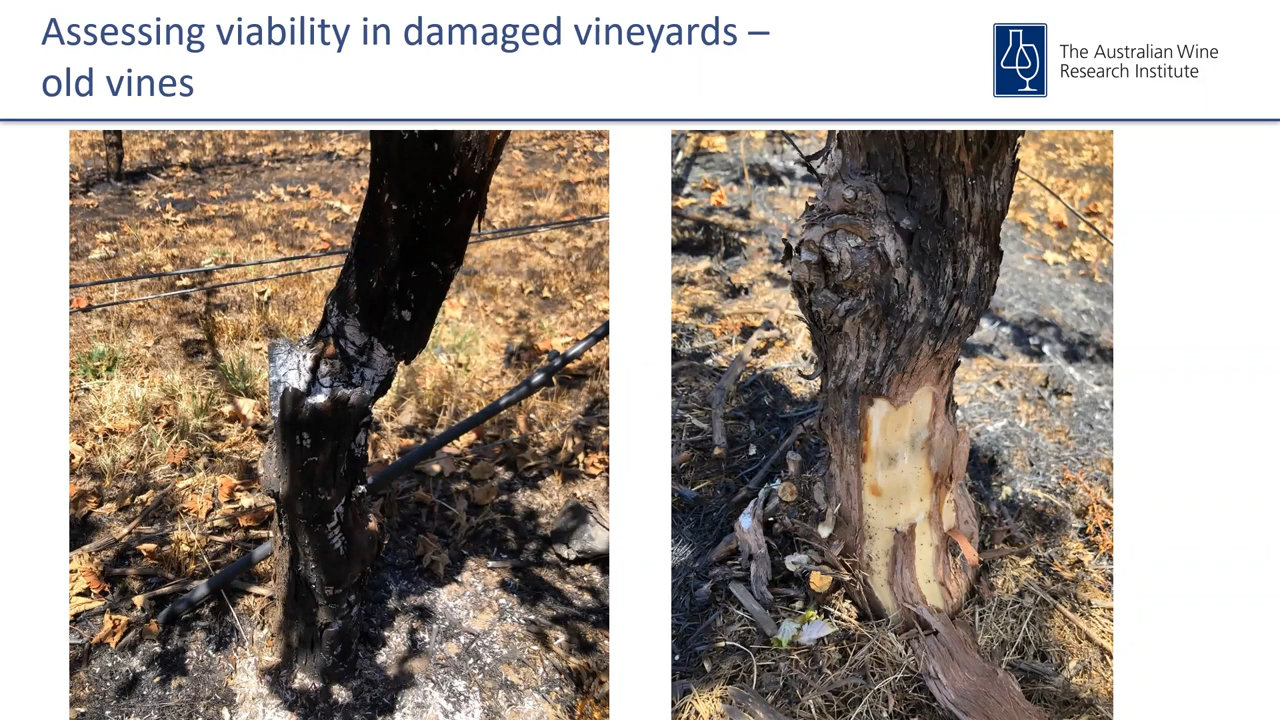 Assessing viability in damaged vineyards –
old vines
The Australian Wine
Research Institute